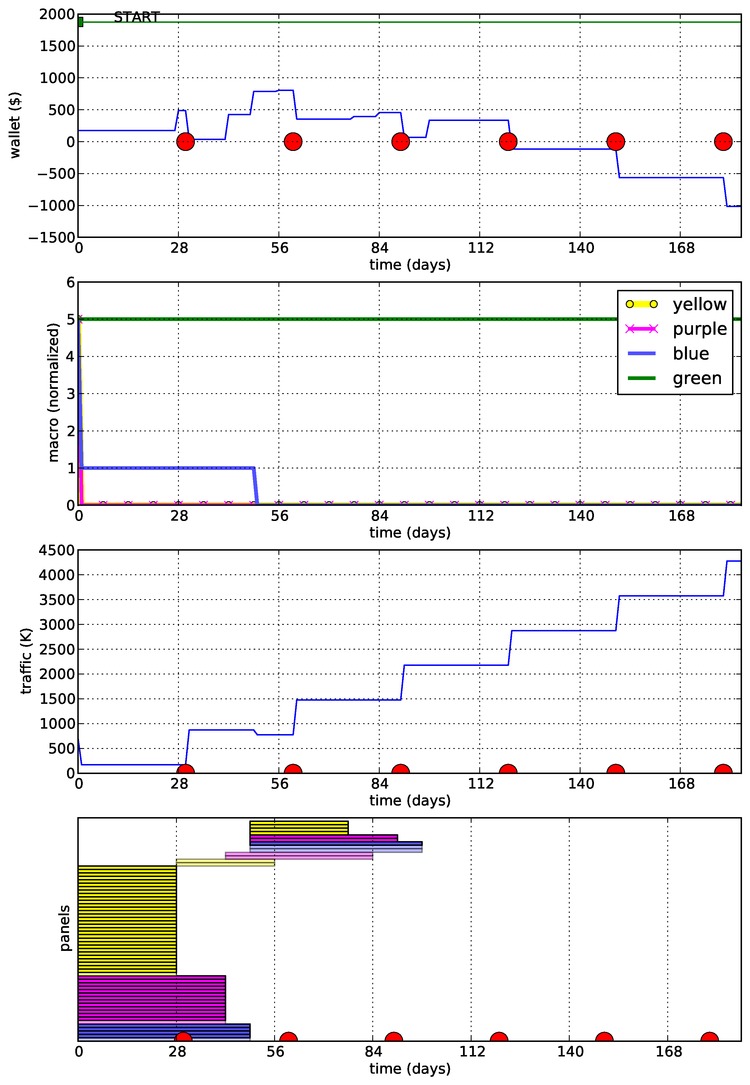 START
2000
1500
1000
500
0
−500
−1000
−1500
wallet ($)
0 28 56 84 112 140 168
time (days)
6
5
4
3
2
1
0
macro (normalized)
yellow
purple
blue
green
0 28 56 84 112 140 168
time (days)
4500
4000
3500
3000
2500
2000
1500
1000
500
0
traffic (K)
0 28 56 84 112 140 168
time (days)
panels
0 28 56 84 112 140 168
time (days)